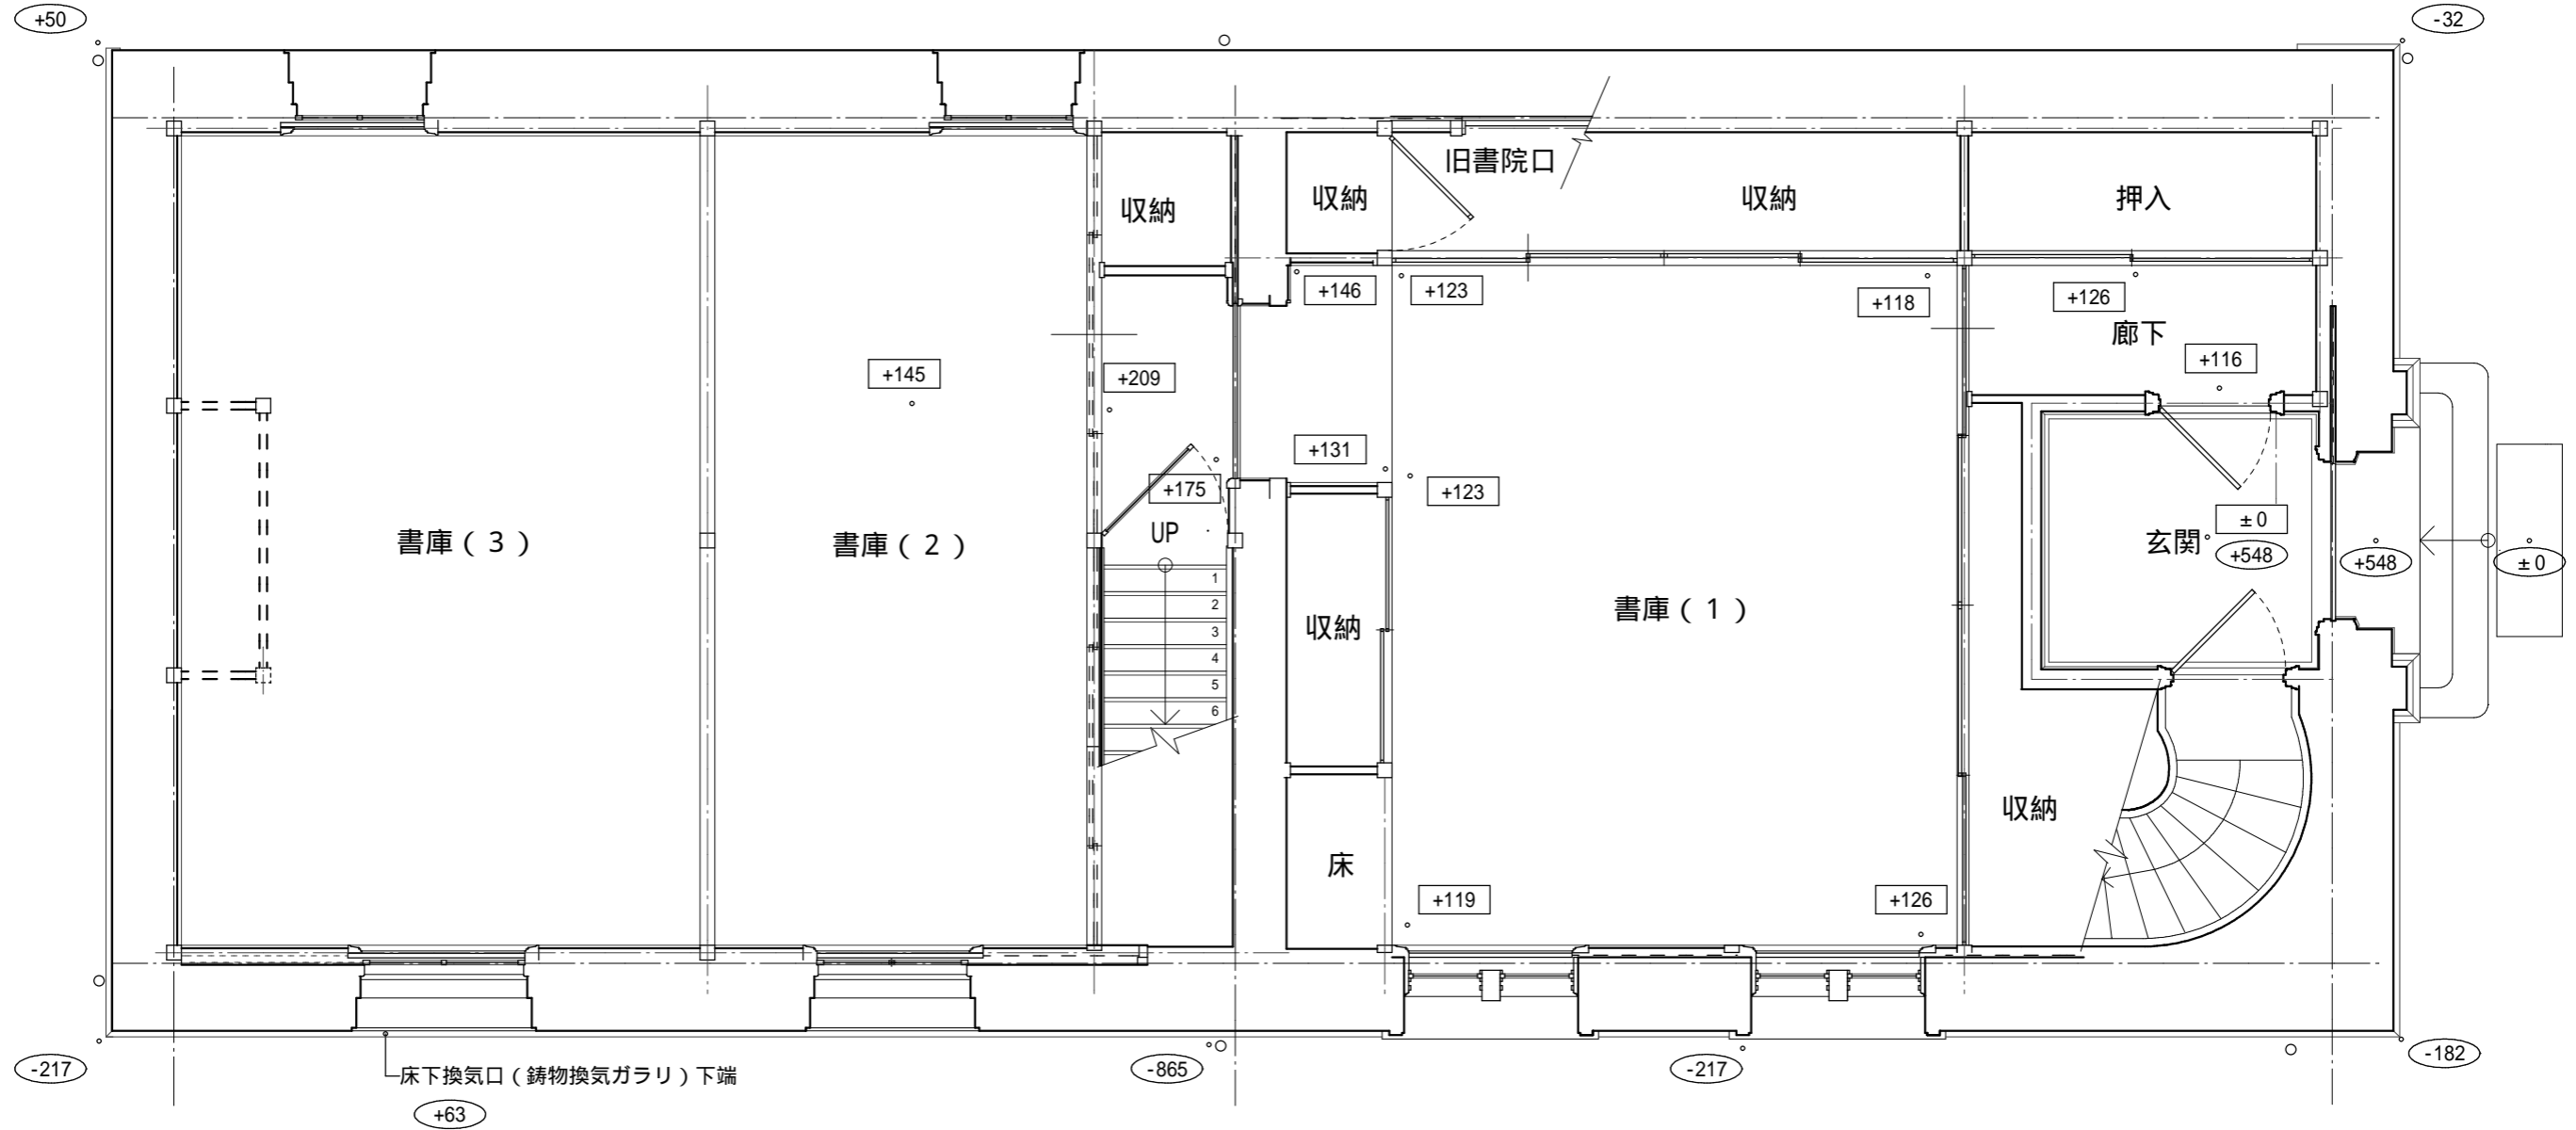 +50
-32
旧書院口
収納
収納
収納
押入
+146
+123
+118
+126
廊下
+116
+145
+209
+131
+175
+123
UP
書庫(3)
書庫(2)
±0
玄関
+548
+548
±0
1
2
3
4
5
6
書庫(1)
収納
収納
床
+119
+126
-217
床下換気口(鋳物換気ガラリ)下端
-865
-217
-182
+63